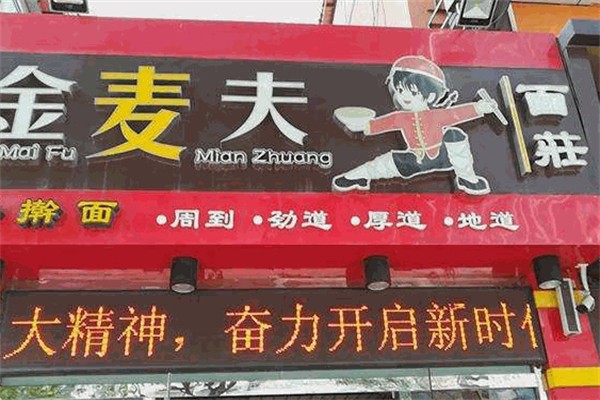 金麦夫 面莊
Mai Fu Mian Zhuang
擀面 •周到 •劲道 •厚道 •地道
大精神，奋力开启新时代